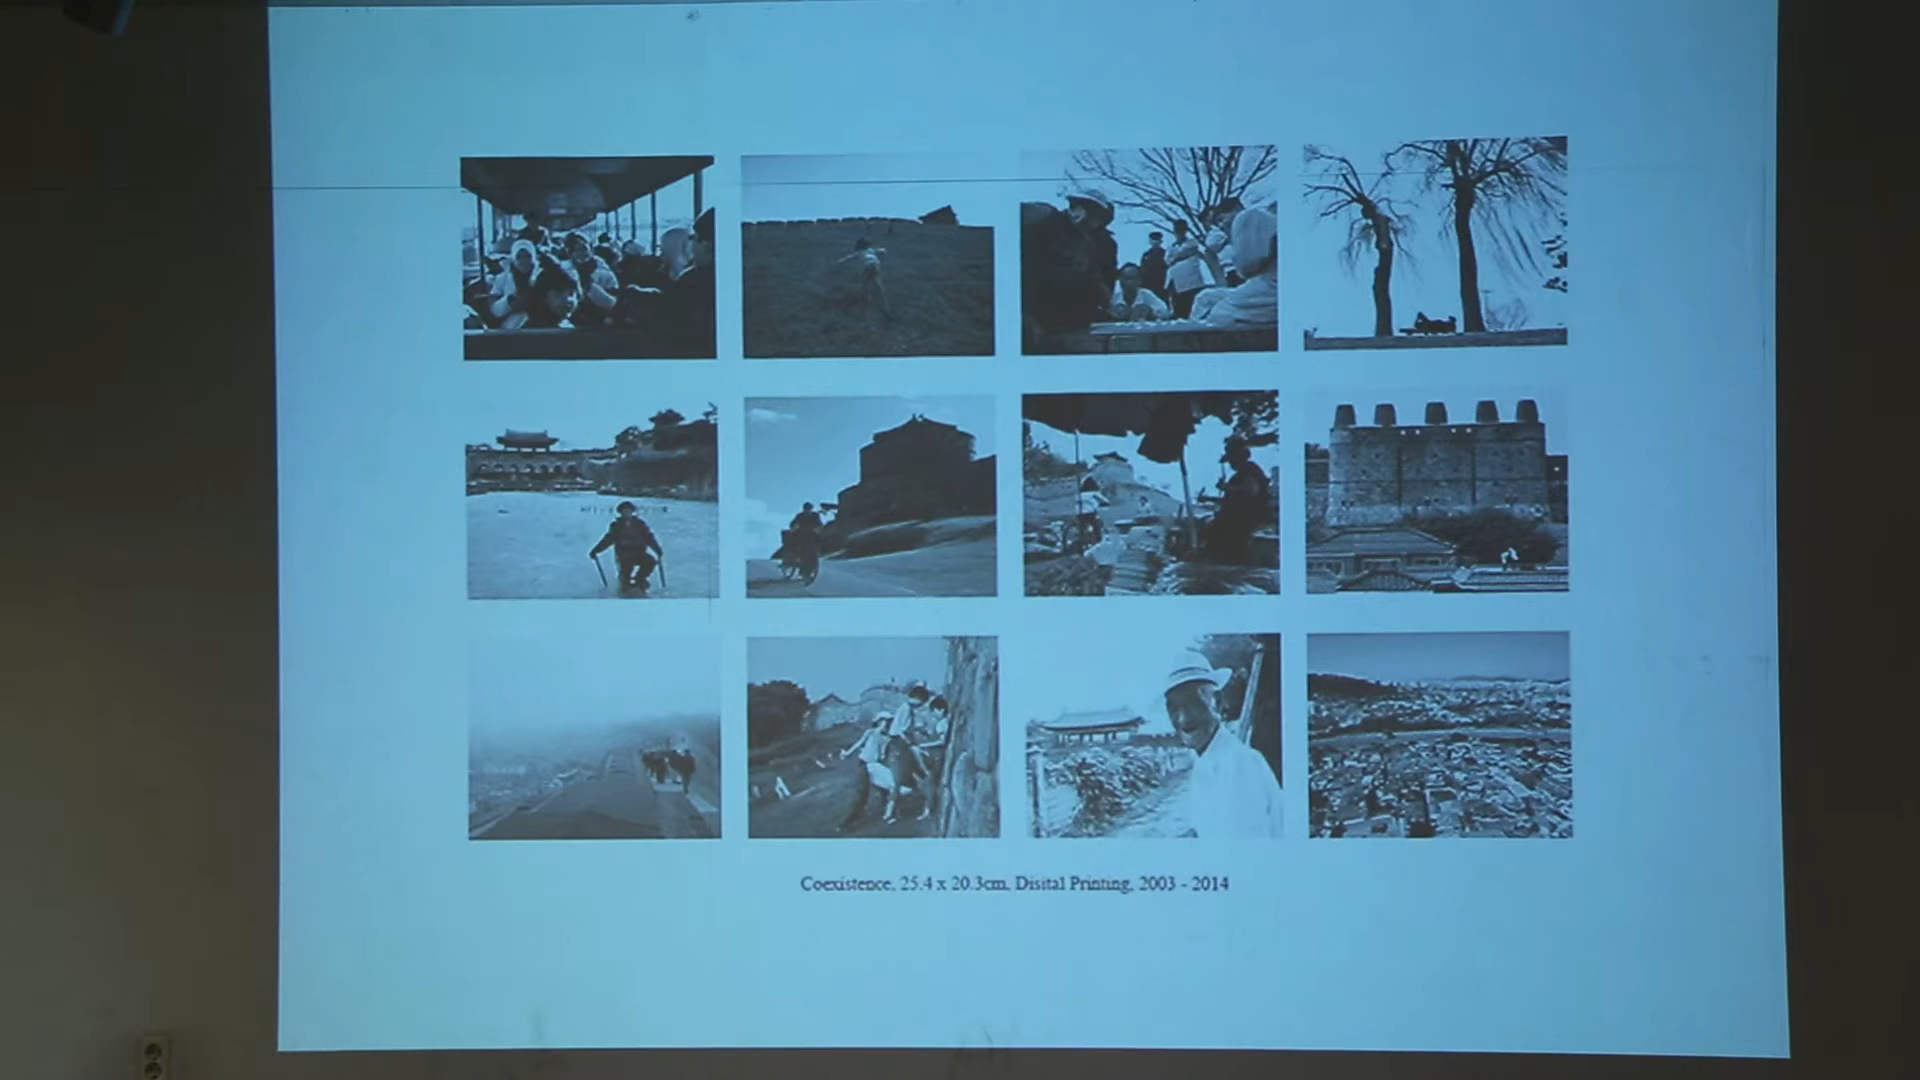 Coexistence, 25.4 x 20.3cm, Disital Printing, 2003 - 2014